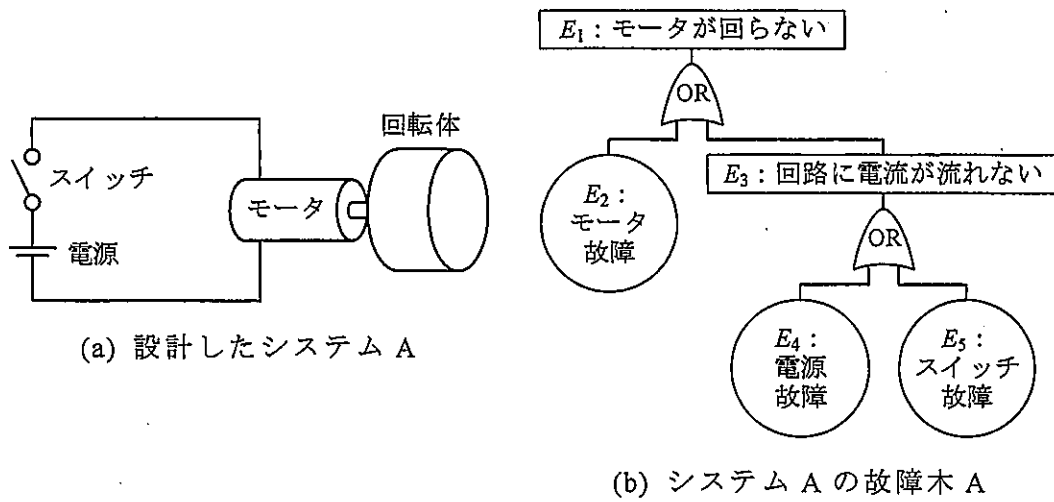 スイッチ
電源
モータ
回転体
(a) 設計したシステム A
E₁：モータが回らない
OR
E₂：
モータ
故障
E₃：回路に電流が流れない
OR
E₄：
電源
故障
E₅：
スイッチ
故障
(b) システム A の故障木 A